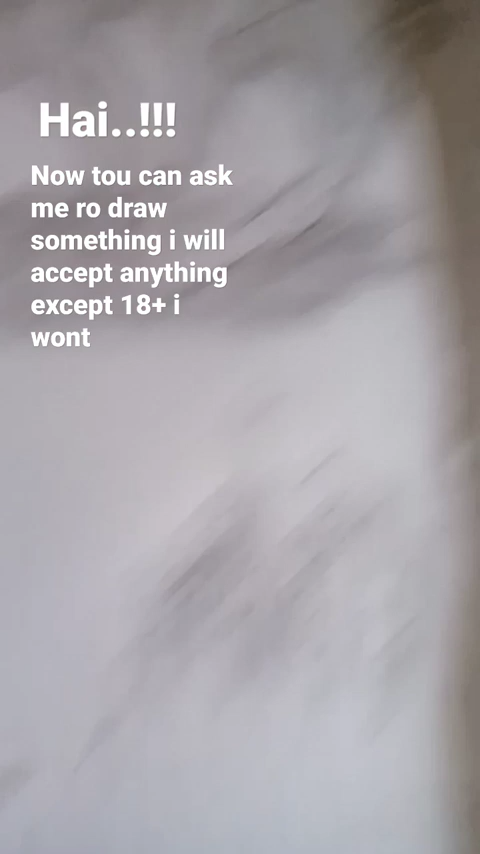 Hai..!!!
Now tou can ask
me ro draw
something i will
accept anything
except 18+ i
wont